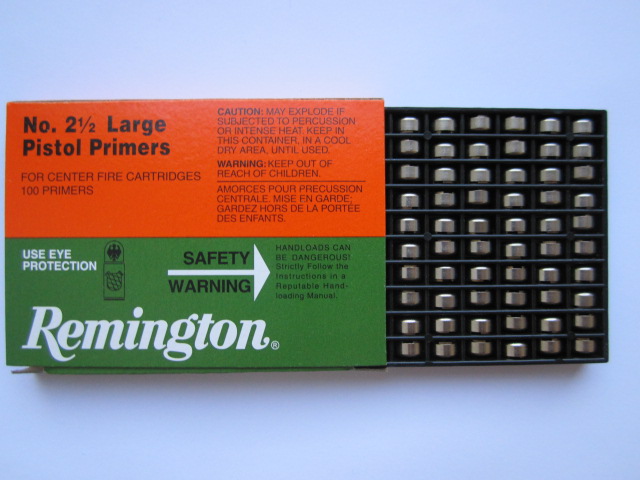 No. 2½ Large
Pistol Primers
FOR CENTER FIRE CARTRIDGES
100 PRIMERS
CAUTION: MAY EXPLODE IF
SUBJECTED TO PERCUSSION
OR INTENSE HEAT. KEEP IN
THIS CONTAINER, IN A COOL
DRY AREA, UNTIL USED.
WARNING: KEEP OUT OF
REACH OF CHILDREN.
AMORCES POUR PRECUSSION
CENTRALE. MISE EN GARDE;
GARDEZ HORS DE LA PORTÉE
DES ENFANTS.
USE EYE
PROTECTION
SAFETY
WARNING
HANDLOADS CAN
BE DANGEROUS!
Strictly Follow the
Instructions in a
Reputable Hand-
loading Manual.
Remington®